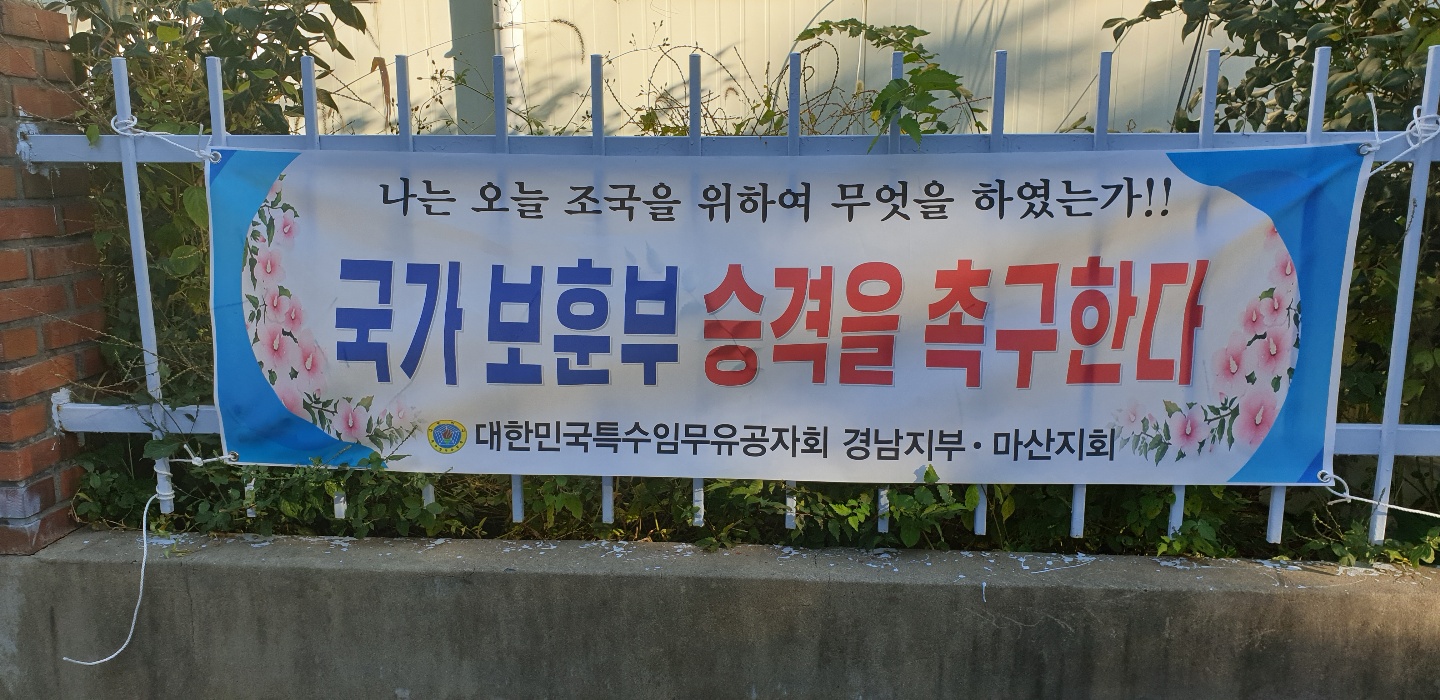 나는 오늘 조국을 위하여 무엇을 하였는가!!
국가 보훈부 승격을 촉구한다
대한민국특수임무유공자회 경남지부·마산지회